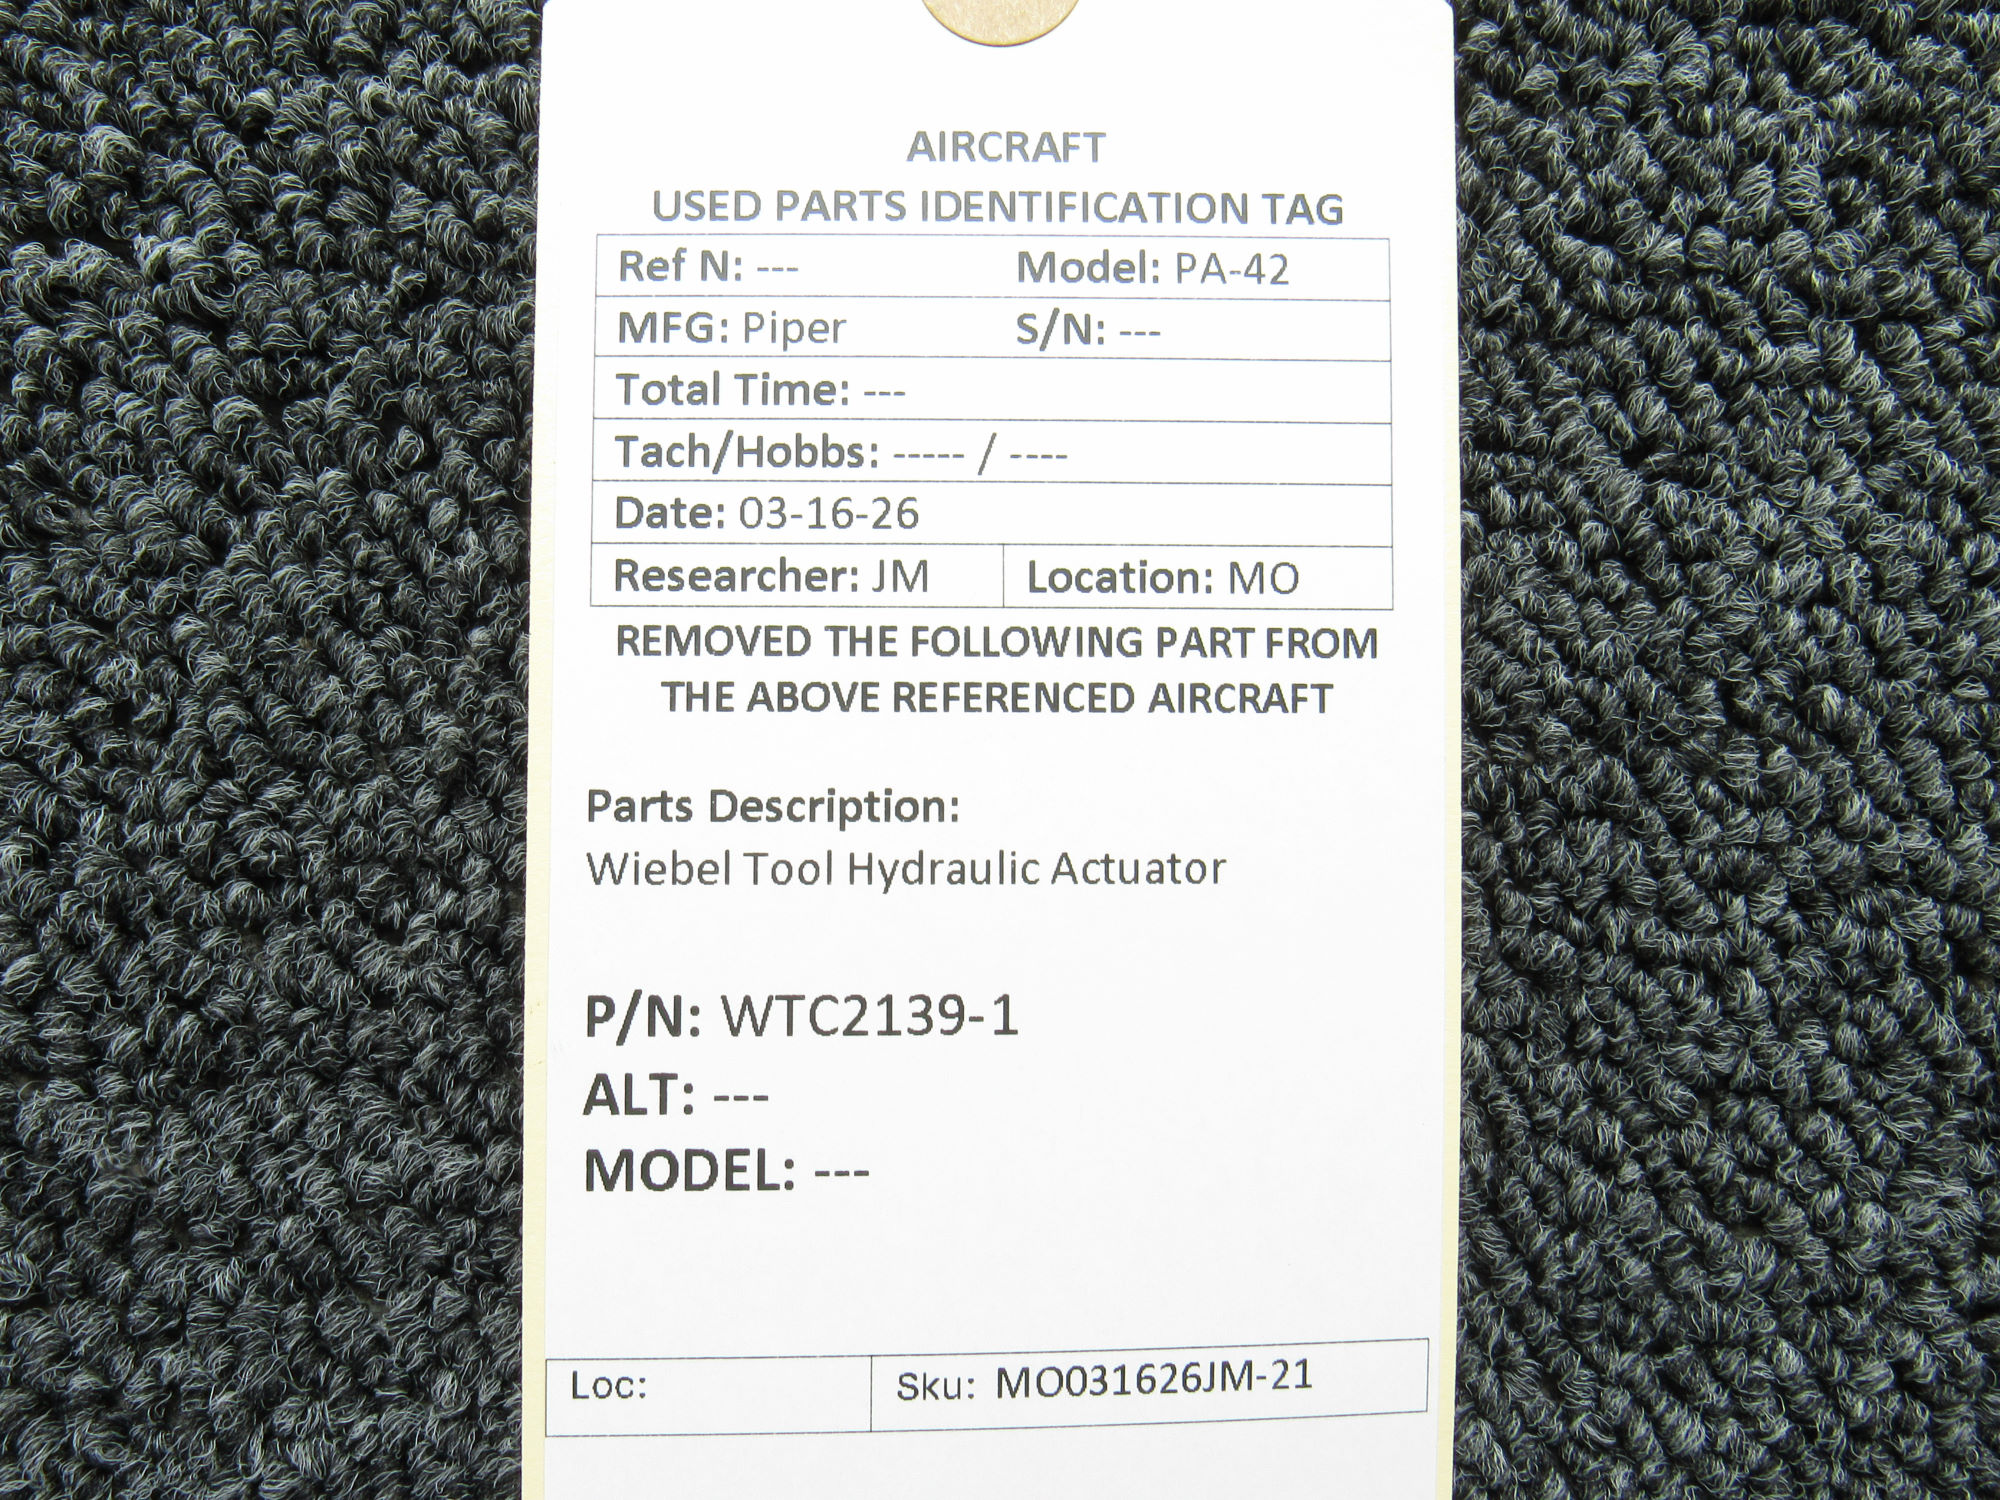 AIRCRAFT
USED PARTS IDENTIFICATION TAG
Ref N: --- Model: PA-42
MFG: Piper S/N: ---
Total Time: ---
Tach/Hobbs: ----- / ----
Date: 03-16-26
Researcher: JM Location: MO
REMOVED THE FOLLOWING PART FROM
THE ABOVE REFERENCED AIRCRAFT
Parts Description:
Wiebel Tool Hydraulic Actuator
P/N: WTC2139-1
ALT: ---
MODEL: ---
Loc: Sku: MO031626JM-21